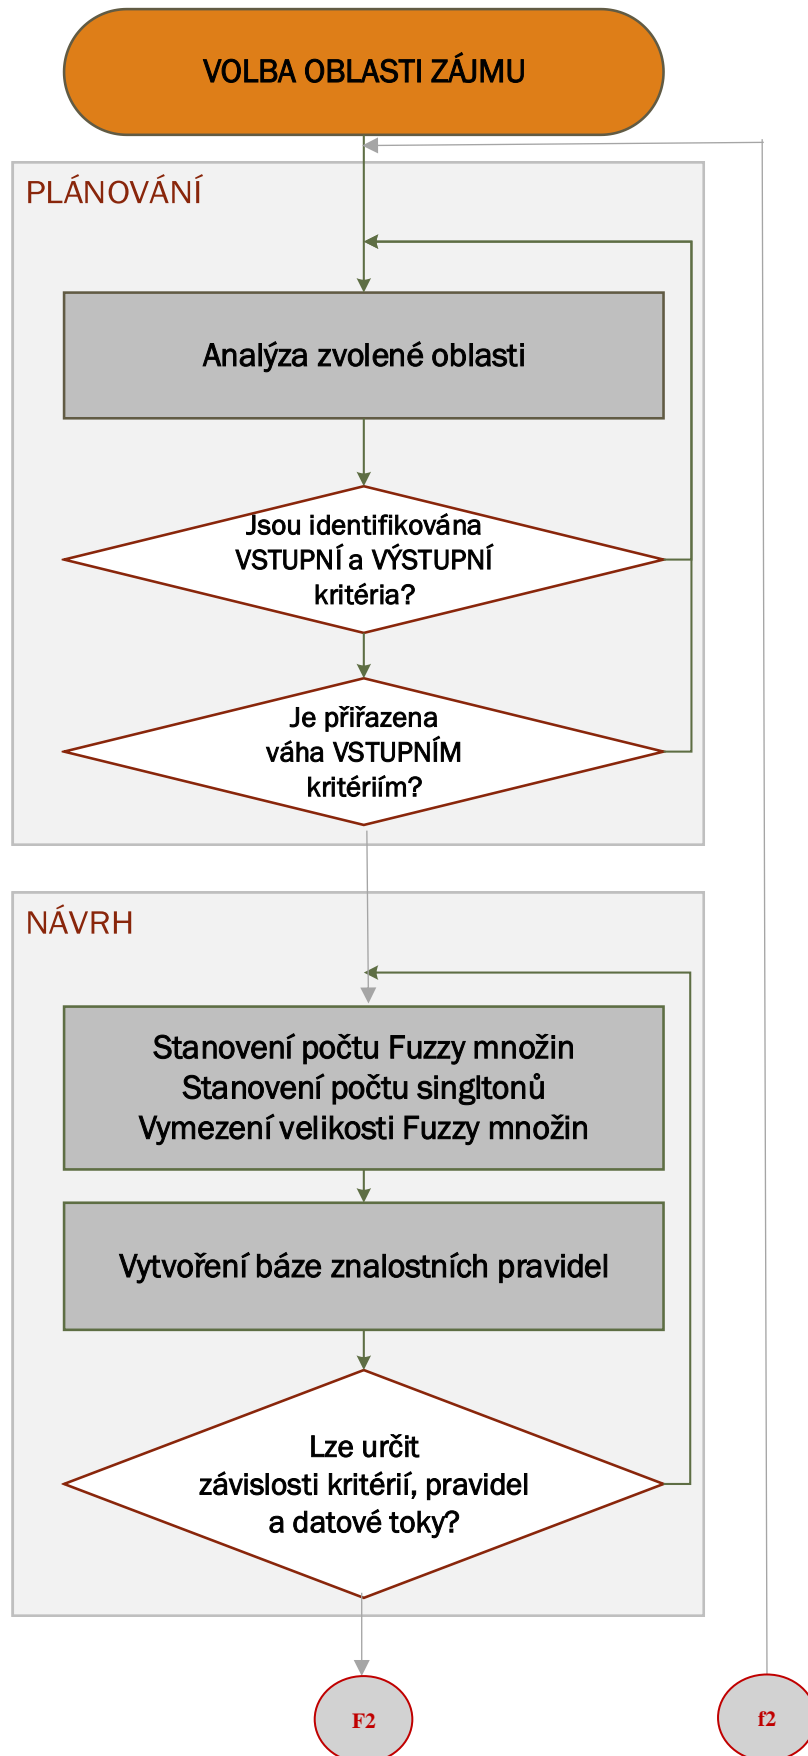 VOLBA OBLASTI ZÁJMU
PLÁNOVÁNÍ
Analýza zvolené oblasti
Jsou identifikována
VSTUPNÍ a VÝSTUPNÍ
kritéria?
Je přiřazena
váha VSTUPNÍM
kritériím?
NÁVRH
Stanovení počtu Fuzzy množin
Stanovení počtu singltonů
Vymezení velikosti Fuzzy množin
Vytvoření báze znalostních pravidel
Lze určit
závislosti kritérií, pravidel
a datové toky?
F2
f2